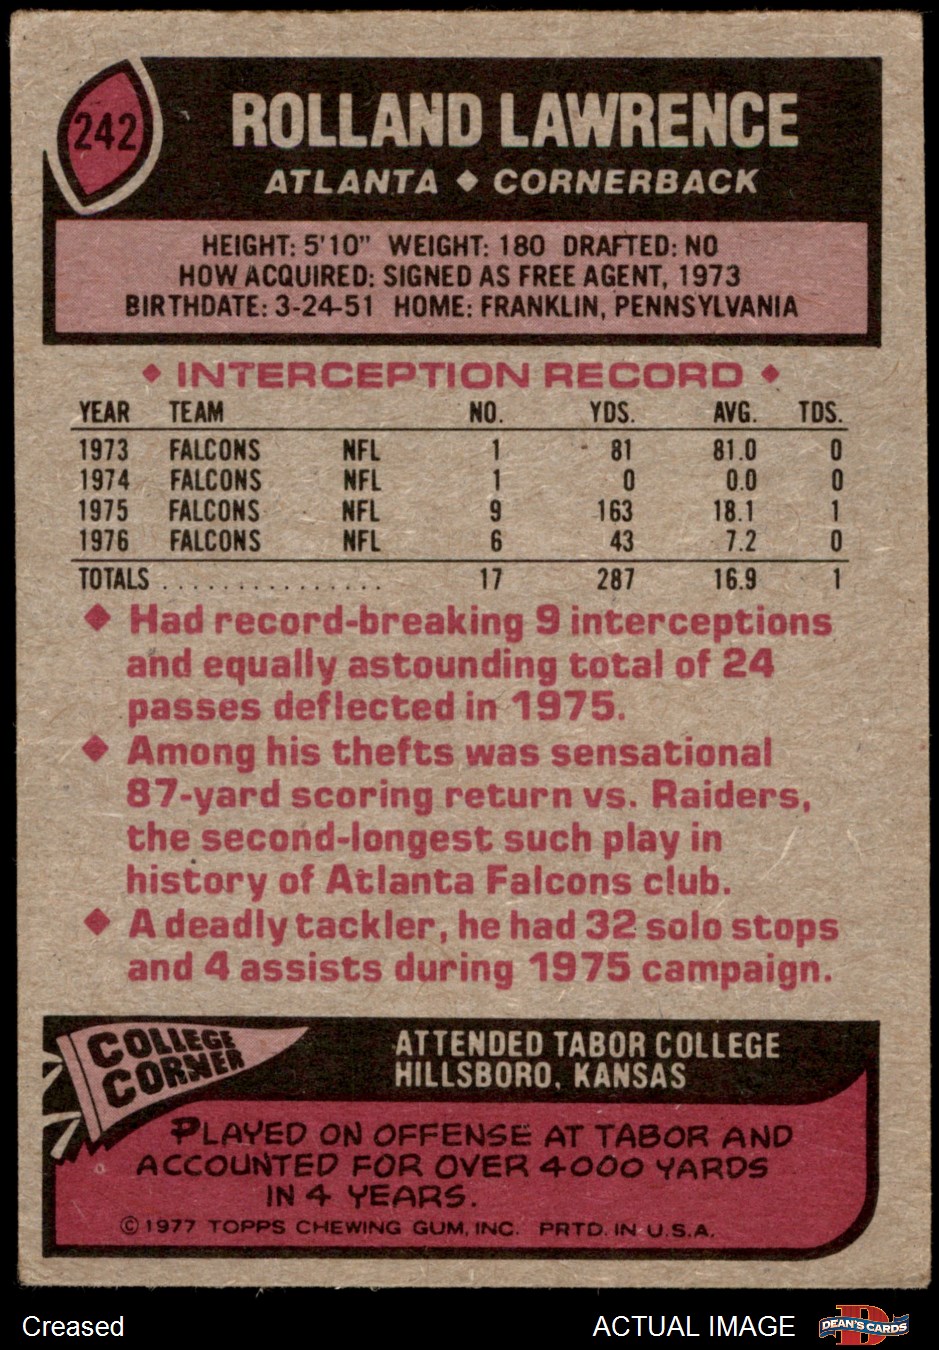 242
ROLLAND LAWRENCE
ATLANTA ♦ CORNERBACK
HEIGHT: 5'10" WEIGHT: 180 DRAFTED: NO
HOW ACQUIRED: SIGNED AS FREE AGENT, 1973
BIRTHDATE: 3-24-51 HOME: FRANKLIN, PENNSYLVANIA
♦ INTERCEPTION RECORD ♦
YEAR TEAM NO. YDS. AVG. TDS.
1973 FALCONS NFL 1 81 81.0 0
1974 FALCONS NFL 1 0 0.0 0
1975 FALCONS NFL 9 163 18.1 1
1976 FALCONS NFL 6 43 7.2 0
TOTALS ............... 17 287 16.9 1
♦ Had record-breaking 9 interceptions
and equally astounding total of 24
passes deflected in 1975.
♦ Among his thefts was sensational
87-yard scoring return vs. Raiders,
the second-longest such play in
history of Atlanta Falcons club.
♦ A deadly tackler, he had 32 solo stops
and 4 assists during 1975 campaign.
COLLEGE
CORNER
ATTENDED TABOR COLLEGE
HILLSBORO, KANSAS
PLAYED ON OFFENSE AT TABOR AND
ACCOUNTED FOR OVER 4000 YARDS
IN 4 YEARS.
©1977 TOPPS CHEWING GUM, INC. PRTD. IN U.S.A.
Creased
ACTUAL IMAGE
DEAN'S CARDS